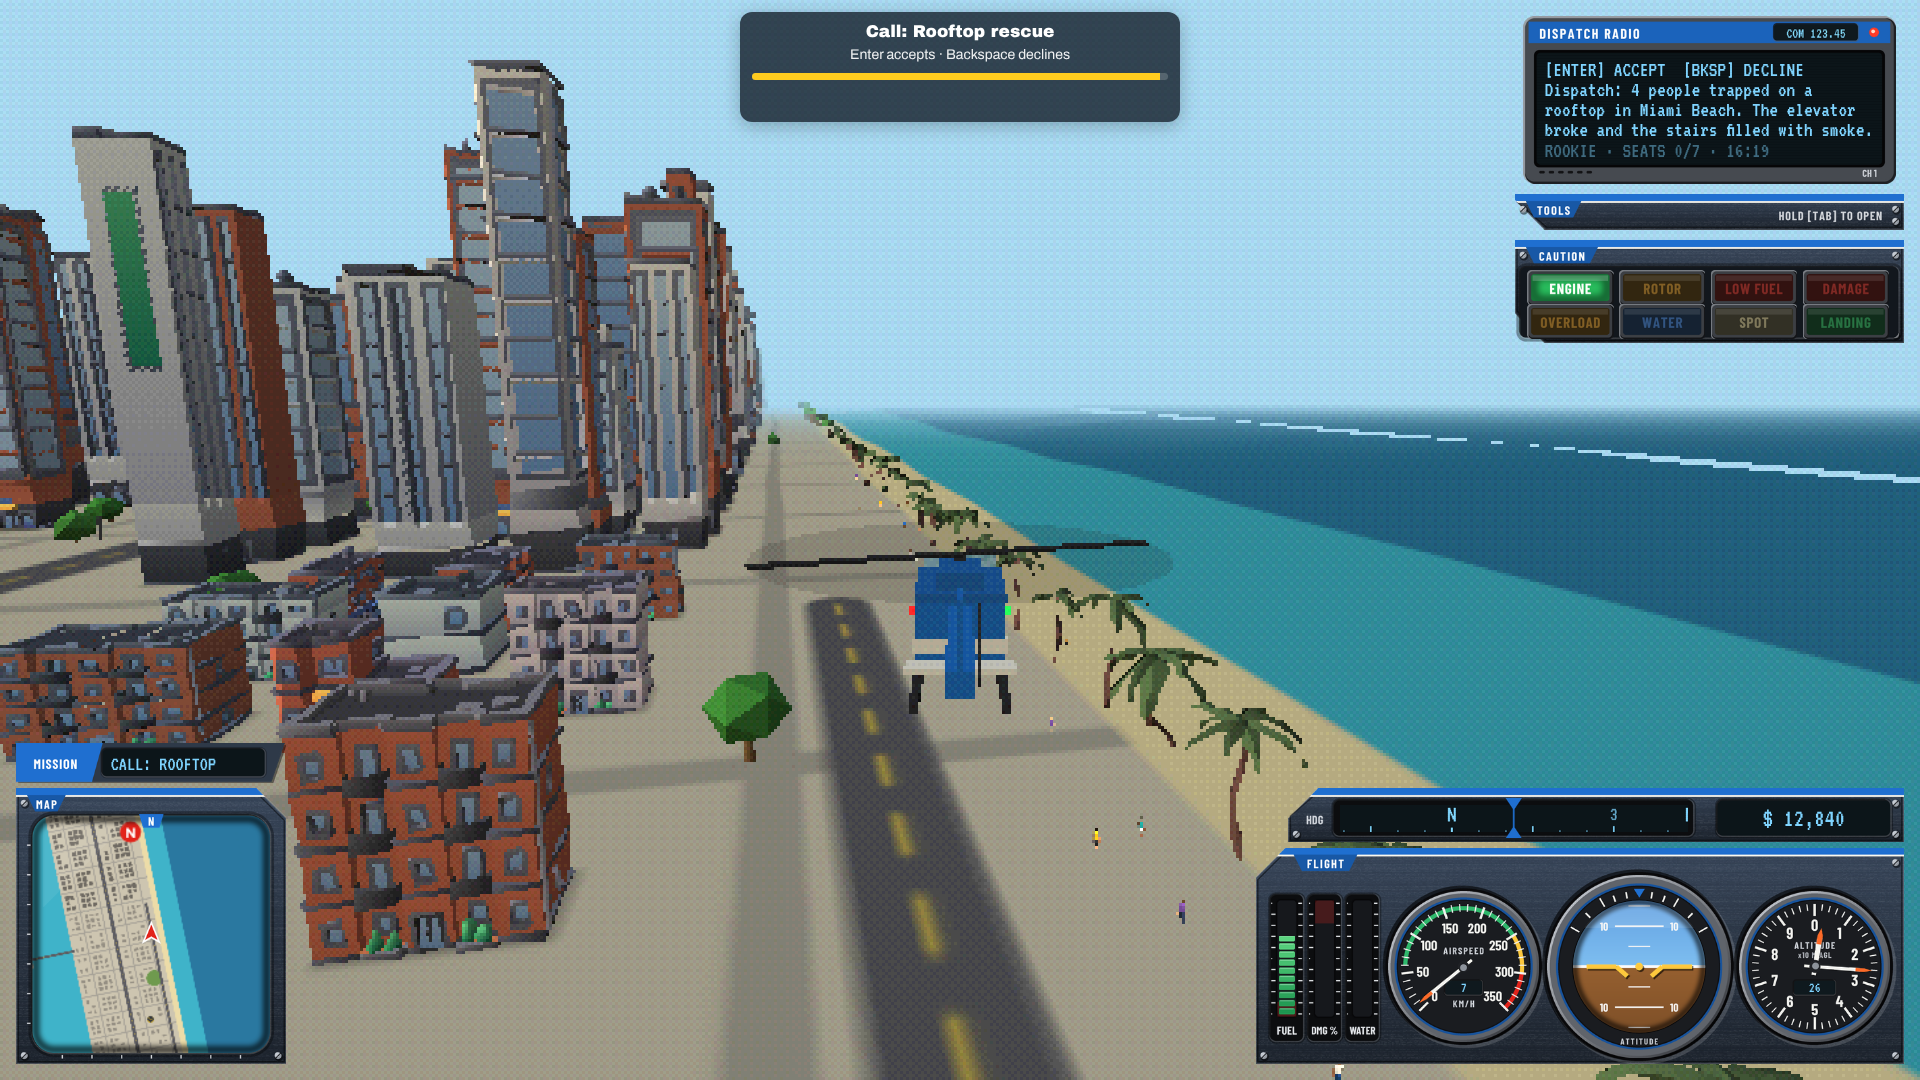 Call: Rooftop rescue
Enter accepts · Backspace declines
DISPATCH RADIO
COM 123.45
[ENTER] ACCEPT [BKSP] DECLINE
Dispatch: 4 people trapped on a
rooftop in Miami Beach. The elevator
broke and the stairs filled with smoke.
ROOKIE · SEATS 0/7 · 16:19
CH1
TOOLS
HOLD [TAB] TO OPEN
CAUTION
ENGINE
ROTOR
LOW FUEL
DAMAGE
OVERLOAD
WATER
SPOT
LANDING
MISSION
CALL: ROOFTOP
MAP
N
N
HDG
N
3
$ 12,840
FLIGHT
FUEL
DMG %
WATER
0
50
100
150
200
250
300
350
AIRSPEED
7
KM/H
10
10
10
10
ATTITUDE
0
1
2
3
4
5
6
7
8
9
ALTITUDE
26